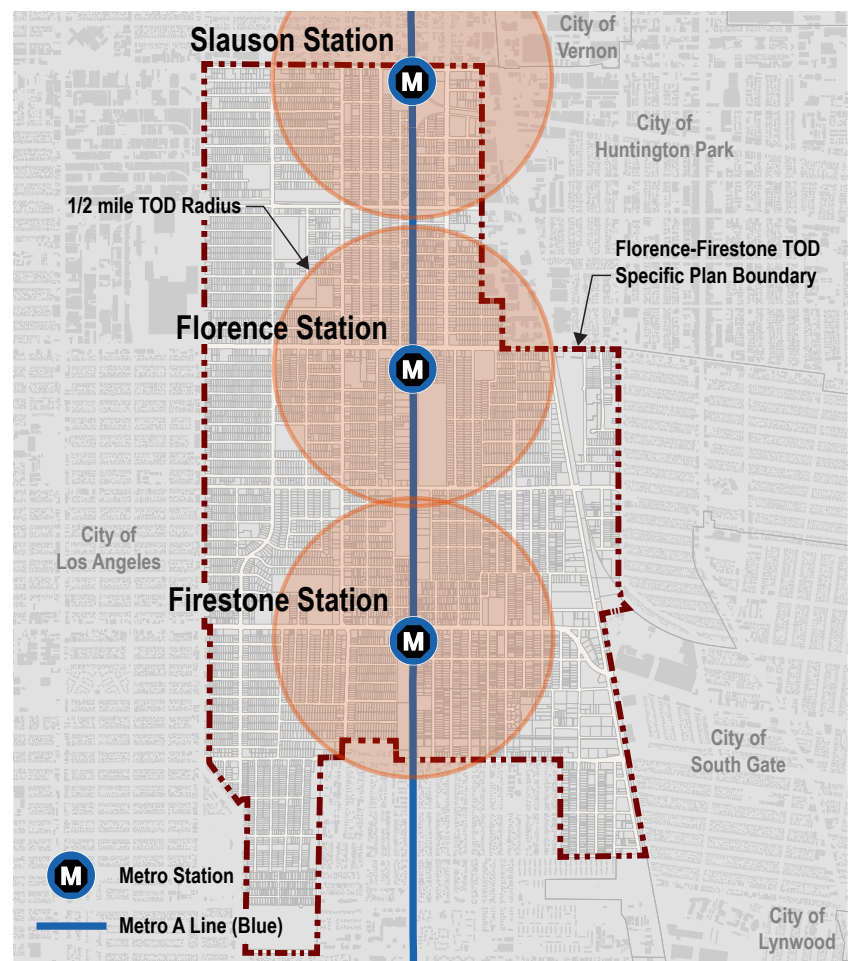 City of
Vernon
Slauson Station
M
City of
Huntington Park
1/2 mile TOD Radius
Florence-Firestone TOD
Specific Plan Boundary
Florence Station
M
City of
Los Angeles
Firestone Station
M
City of
South Gate
M
Metro Station
Metro A Line (Blue)
City of
Lynwood